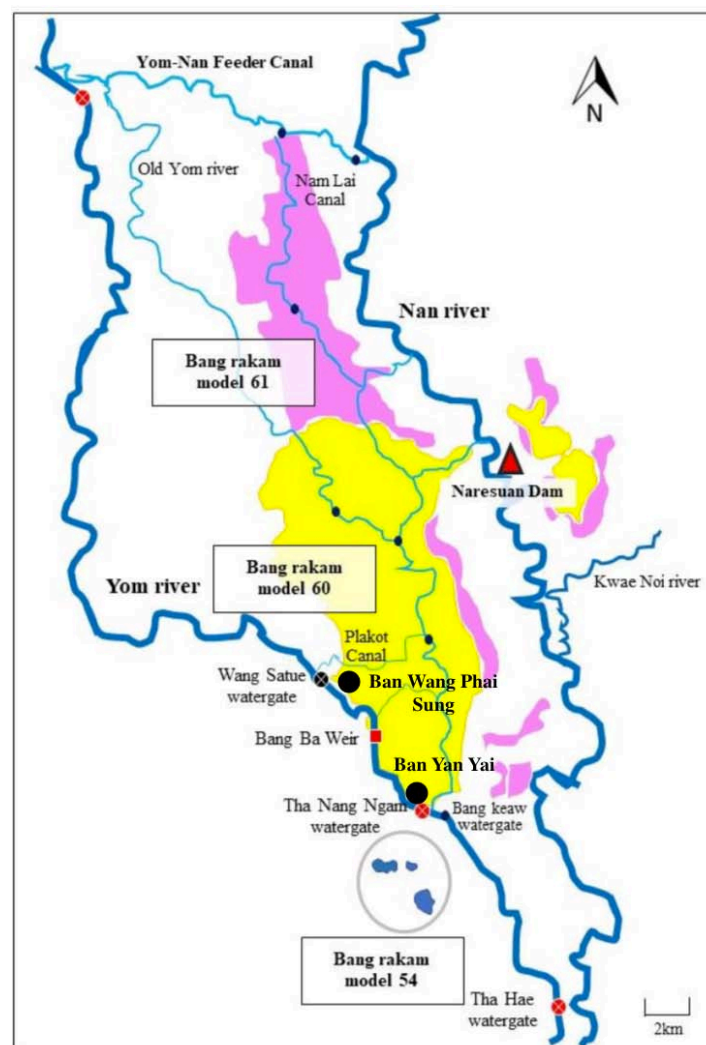 Yom-Nan Feeder Canal
N
Old Yom river
Nam Lai
Canal
Nan river
Bang rakam
model 61
Naresuan Dam
Bang rakam
model 60
Yom river
Kwae Noi river
Plakot
Canal
Wang Satue
watergate
Ban Wang Phai
Sung
Bang Ba Weir
Ban Yan Yai
Tha Nang Ngam
watergate
Bang keaw
watergate
Bang rakam
model 54
Tha Hae
watergate
2km